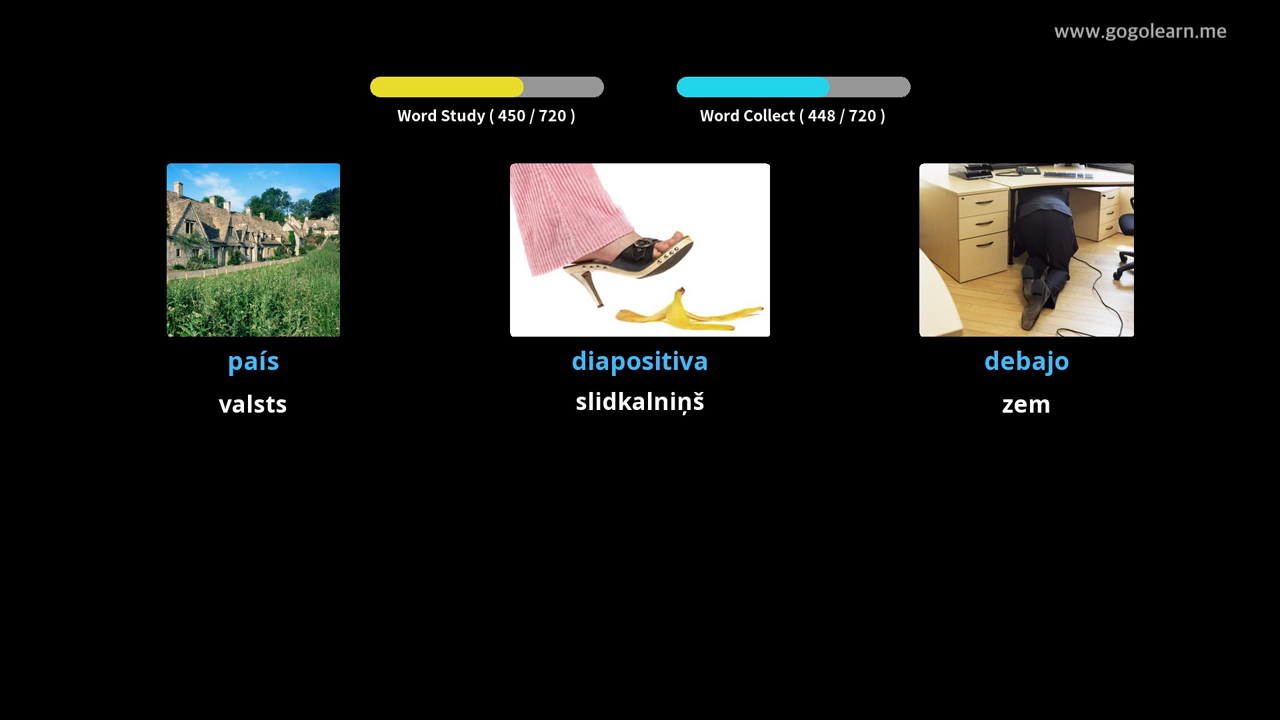 www.gogolearn.me
Word Study ( 450 / 720 )
Word Collect ( 448 / 720 )
país
diapositiva
debajo
valsts
slidkalniņš
zem